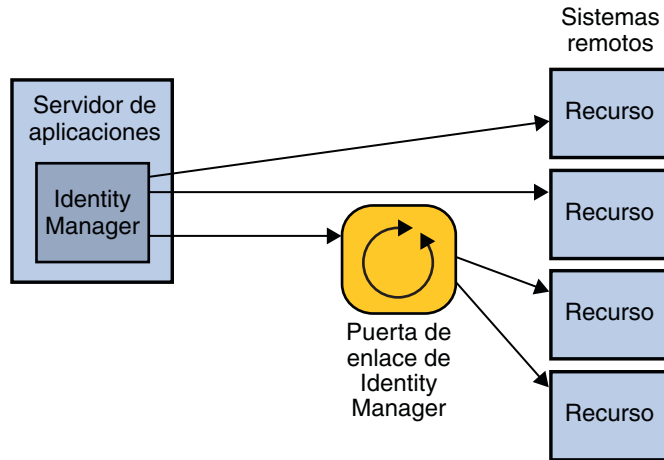 Sistemas
remotos
Servidor de
aplicaciones
Identity
Manager
Recurso
Recurso
Recurso
Recurso
Puerta de
enlace de
Identity
Manager